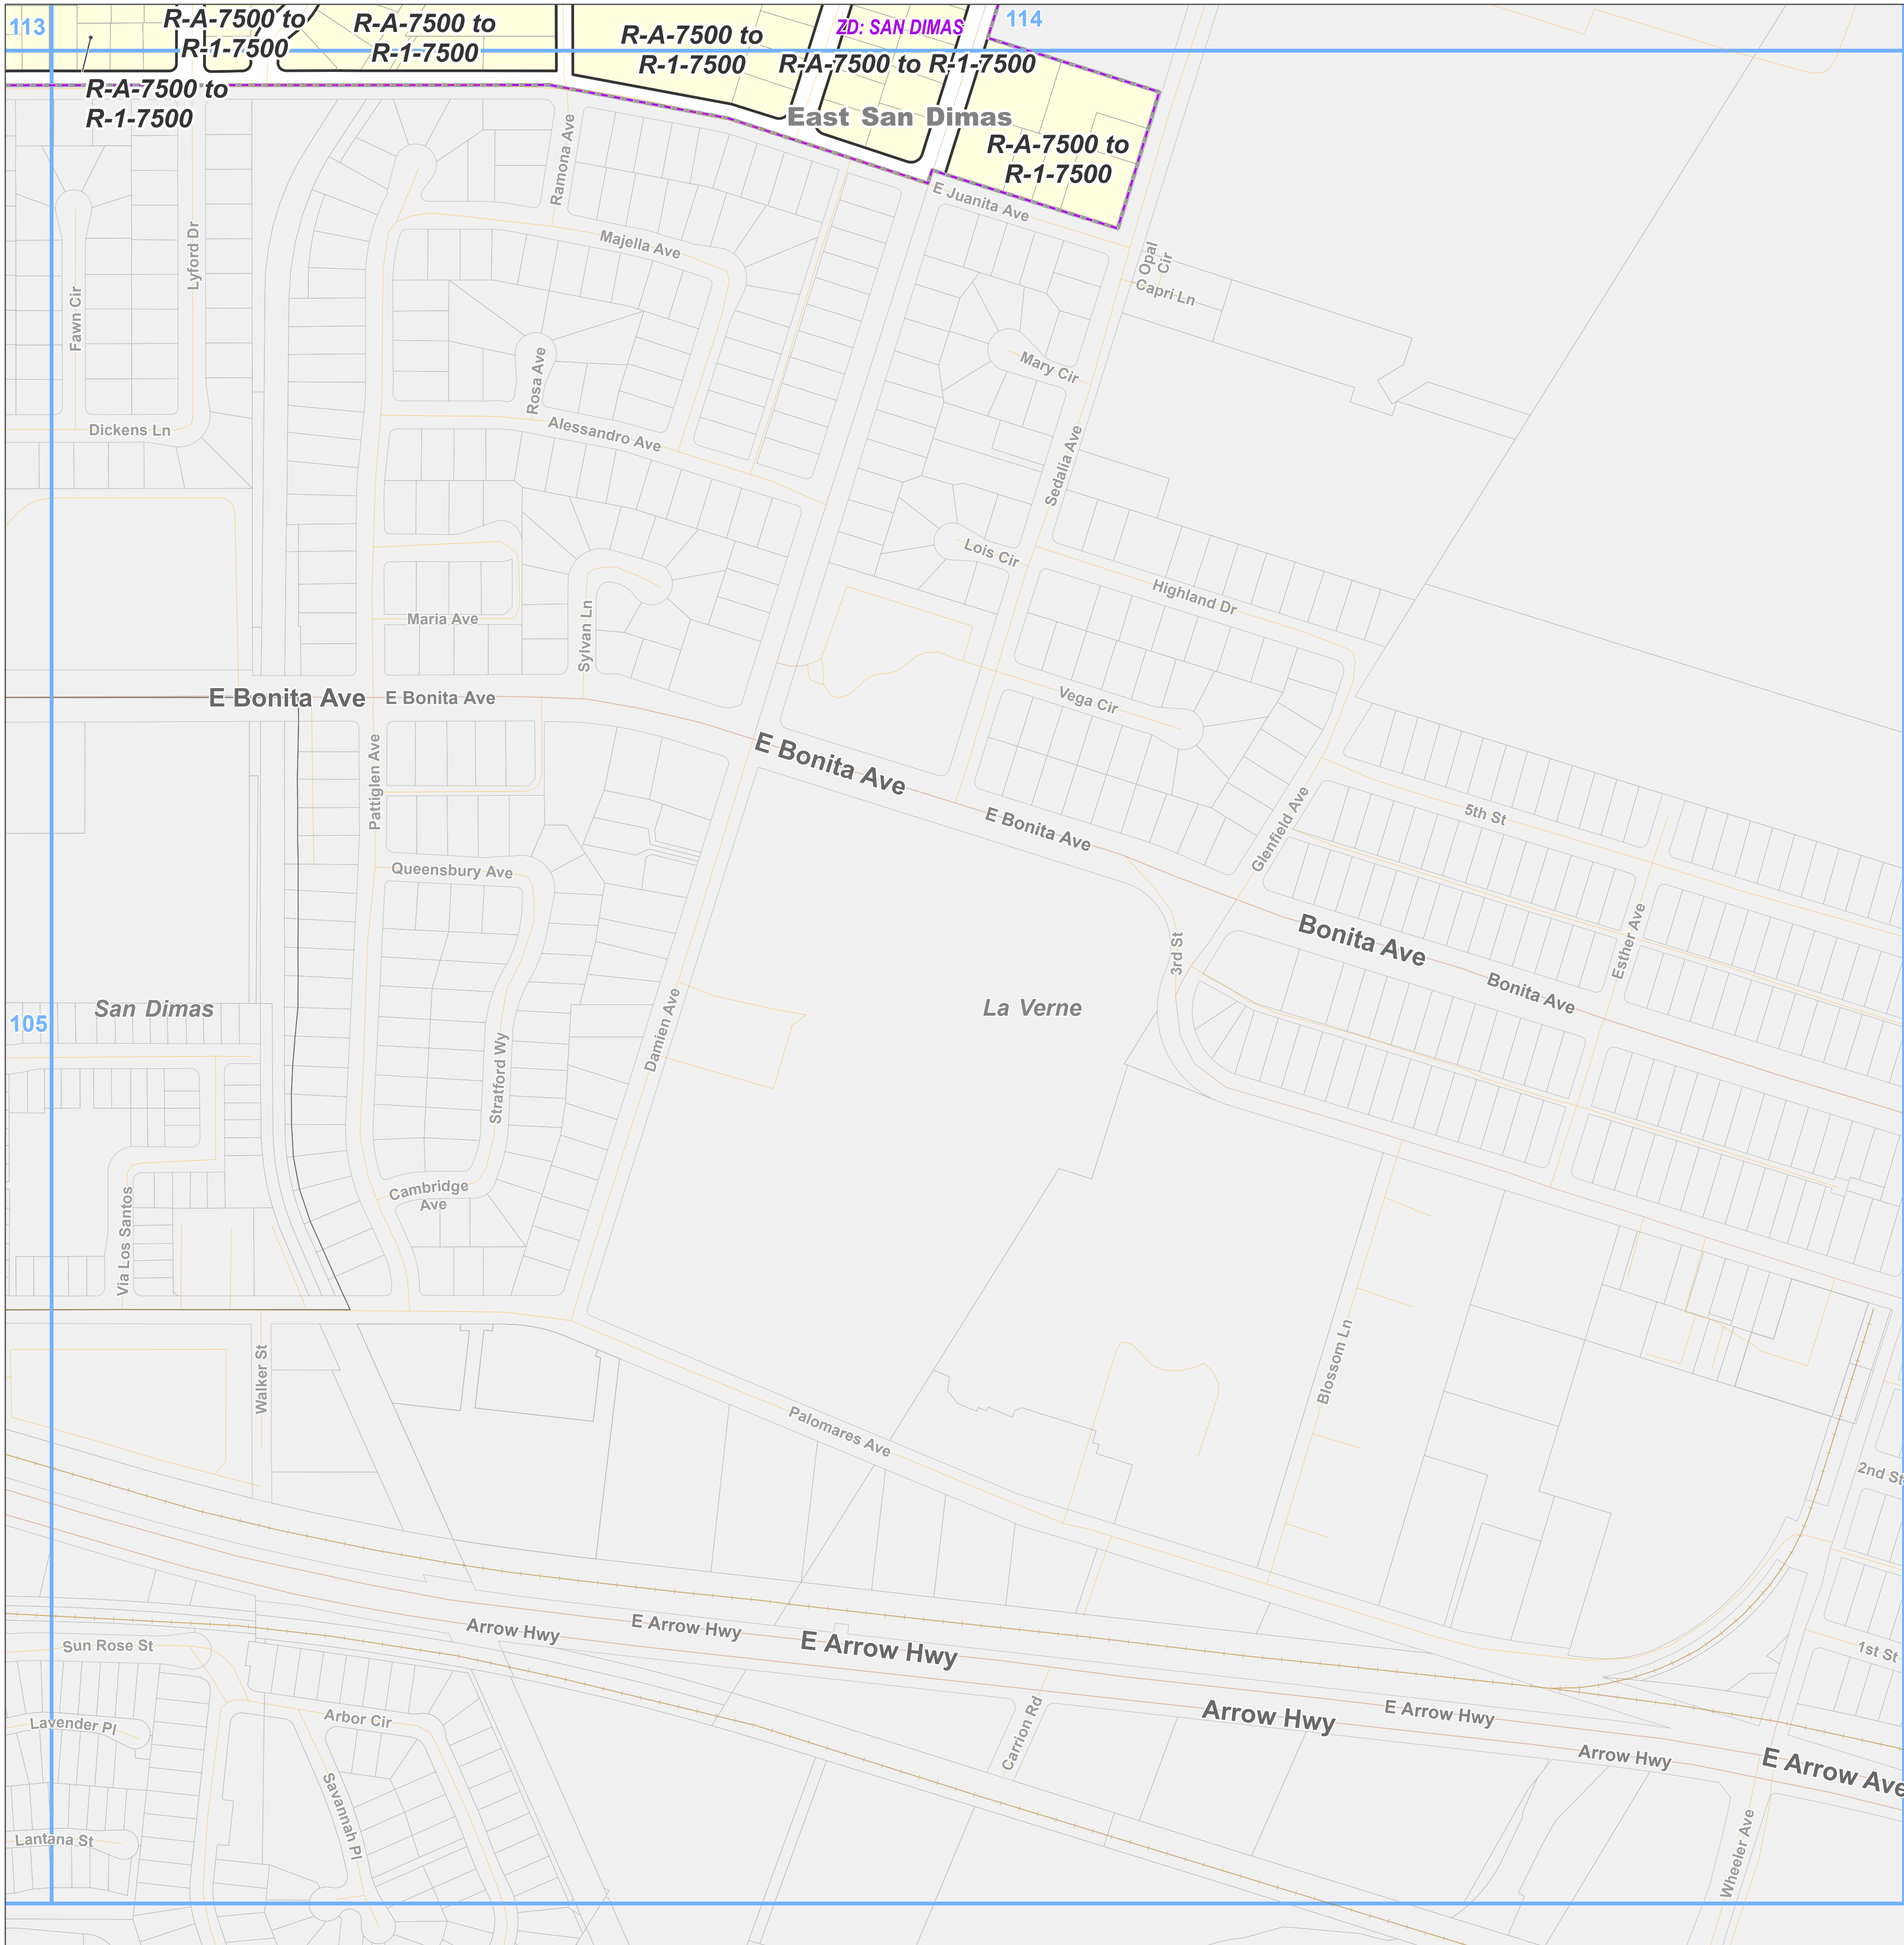 113
R-A-7500 to
R-1-7500
R-A-7500 to
R-1-7500
R-A-7500 to
R-1-7500
ZD: SAN DIMAS
114
R-A-7500 to R-1-7500
R-A-7500 to
R-1-7500
East San Dimas
R-A-7500 to
R-1-7500
E Juanita Ave
Ramona Ave
Lyford Dr
Fawn Cir
Majella Ave
Opal
Cir
Capri Ln
Rosa Ave
Mary Cir
Dickens Ln
Alessandro Ave
Sedalia Ave
Lois Cir
Highland Dr
Maria Ave
Sylvan Ln
E Bonita Ave
E Bonita Ave
Vega Cir
E Bonita Ave
Pattiglen Ave
E Bonita Ave
5th St
Glenfield Ave
Queensbury Ave
Bonita Ave
Esther Ave
3rd St
Bonita Ave
San Dimas
La Verne
105
Damien Ave
Stratford Wy
Cambridge
Ave
Via Los Santos
Walker St
Blossom Ln
Palomares Ave
2nd St
Sun Rose St
Arrow Hwy
E Arrow Hwy
E Arrow Hwy
1st St
Lavender Pl
Arbor Cir
Carrion Rd
Arrow Hwy
E Arrow Hwy
Arrow Hwy
E Arrow Ave
Savannah Pl
Lantana St
Wheeler Ave